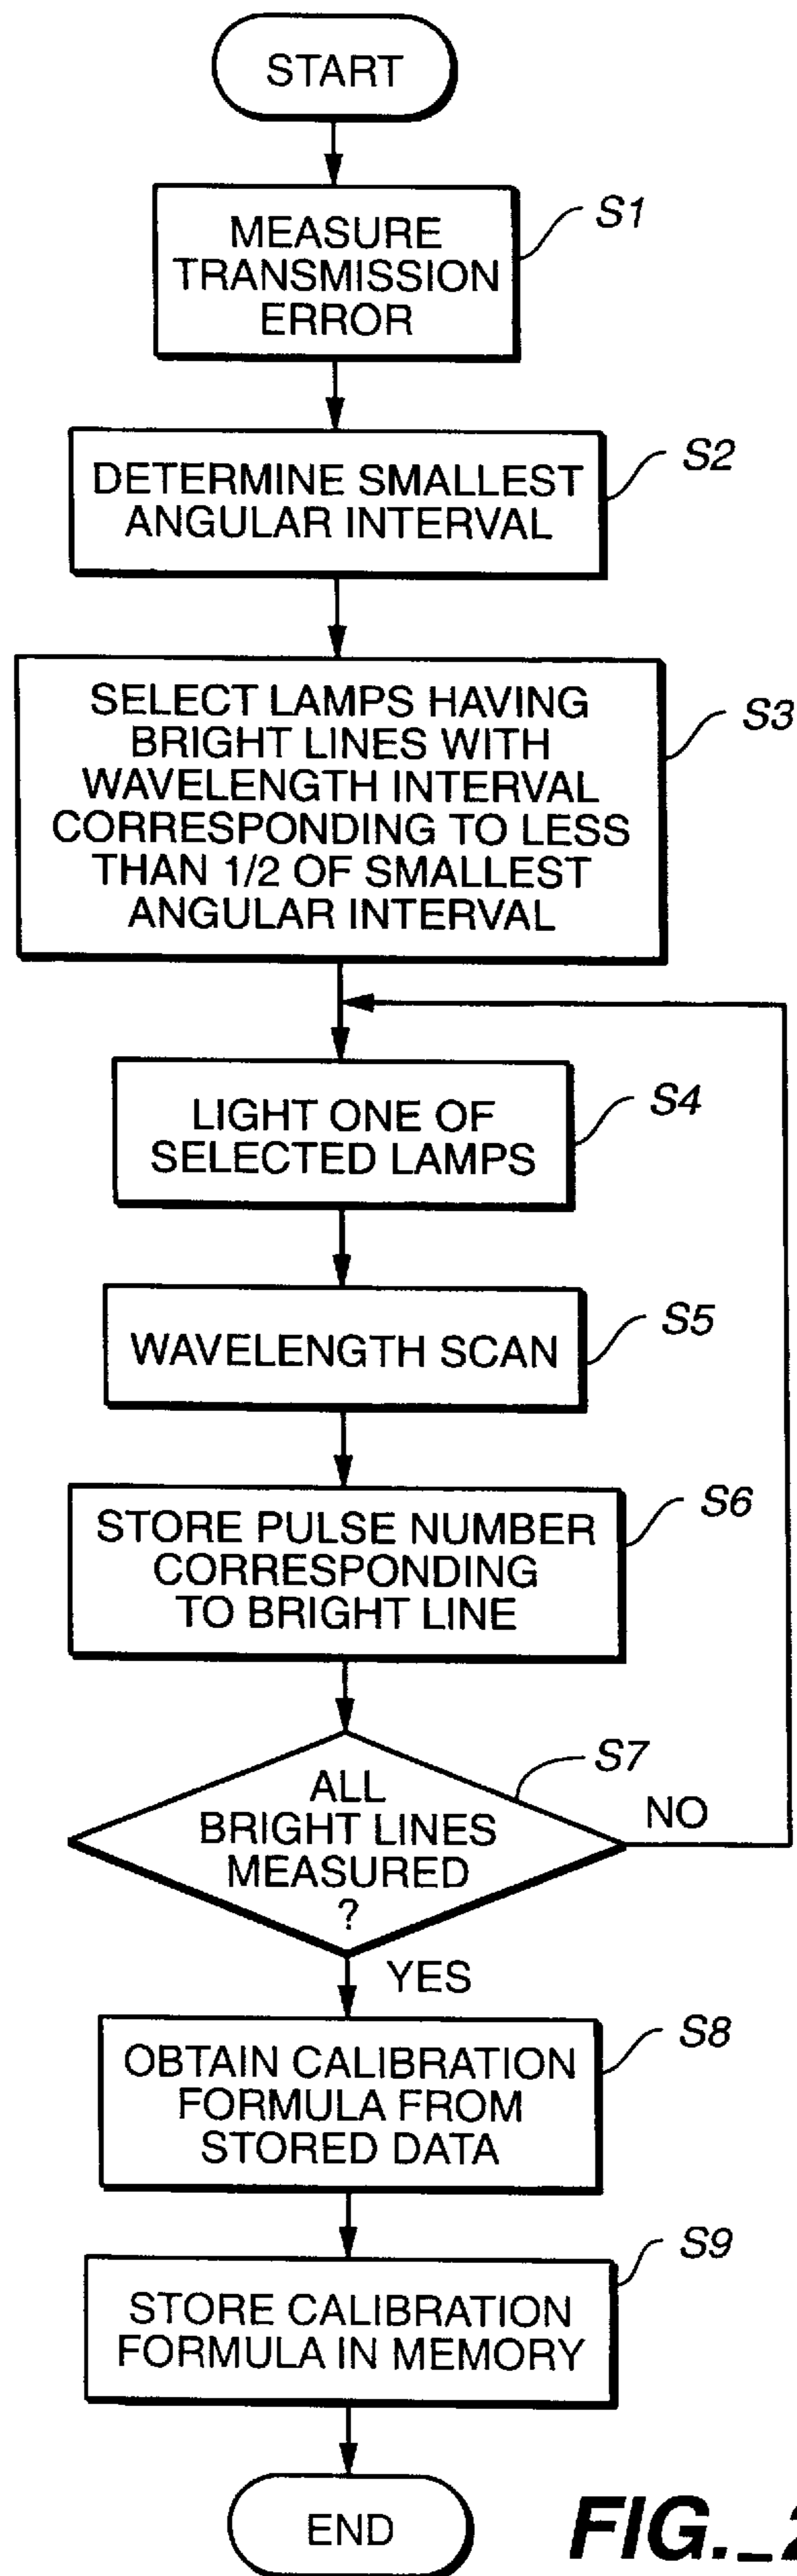 START
MEASURE
TRANSMISSION
ERROR
S1
DETERMINE SMALLEST
ANGULAR INTERVAL
S2
SELECT LAMPS HAVING
BRIGHT LINES WITH
WAVELENGTH INTERVAL
CORRESPONDING TO LESS
THAN 1/2 OF SMALLEST
ANGULAR INTERVAL
S3
LIGHT ONE OF
SELECTED LAMPS
S4
WAVELENGTH SCAN
S5
STORE PULSE NUMBER
CORRESPONDING
TO BRIGHT LINE
S6
ALL
BRIGHT LINES
MEASURED
?
S7
NO
YES
OBTAIN CALIBRATION
FORMULA FROM
STORED DATA
S8
STORE CALIBRATION
FORMULA IN MEMORY
S9
END
FIG._2